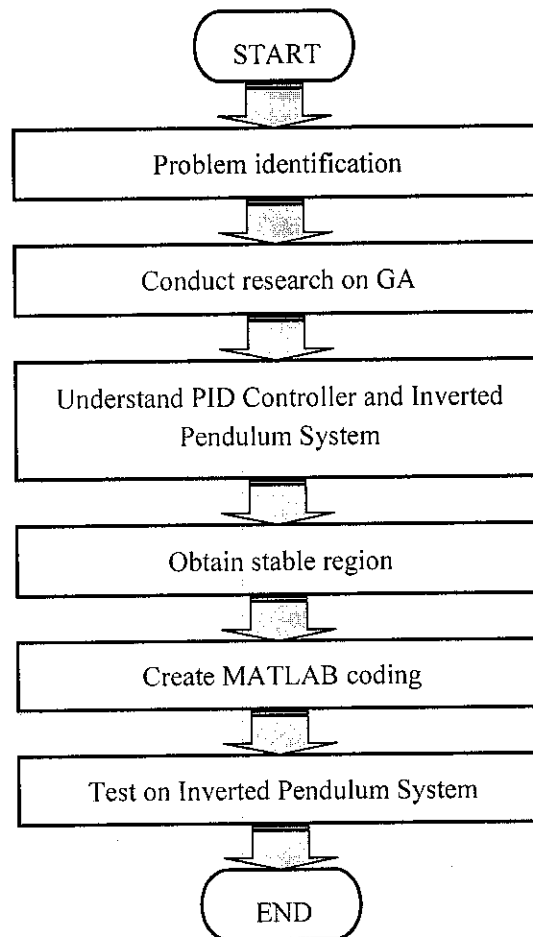 START
Problem identification
Conduct research on GA
Understand PID Controller and Inverted
Pendulum System
Obtain stable region
Create MATLAB coding
Test on Inverted Pendulum System
END